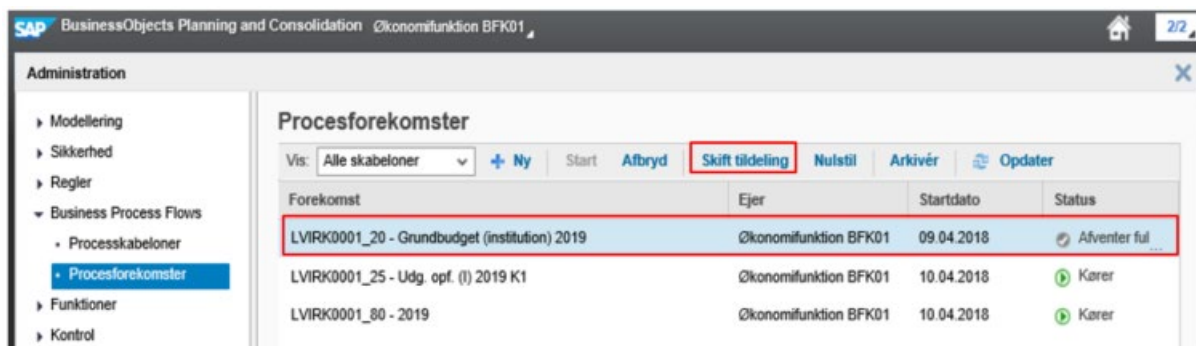 SAP BusinessObjects Planning and Consolidation Økonomifunktion BFK01 2/2
Administration
Modellering
Sikkerhed
Regler
Business Process Flows
Processkabeloner
Procesforekomster
Funktioner
Kontrol
Procesforekomster
Vis: Alle skabeloner Ny Start Afbryd Skift tildeling Nulstil Arkivér Opdater
Forekomst Ejer Startdato Status
LVIRK0001_20 - Grundbudget (institution) 2019 Økonomifunktion BFK01 09.04.2018 Afventer ful...
LVIRK0001_25 - Udg. opf. (I) 2019 K1 Økonomifunktion BFK01 10.04.2018 Kører
LVIRK0001_80 - 2019 Økonomifunktion BFK01 10.04.2018 Kører